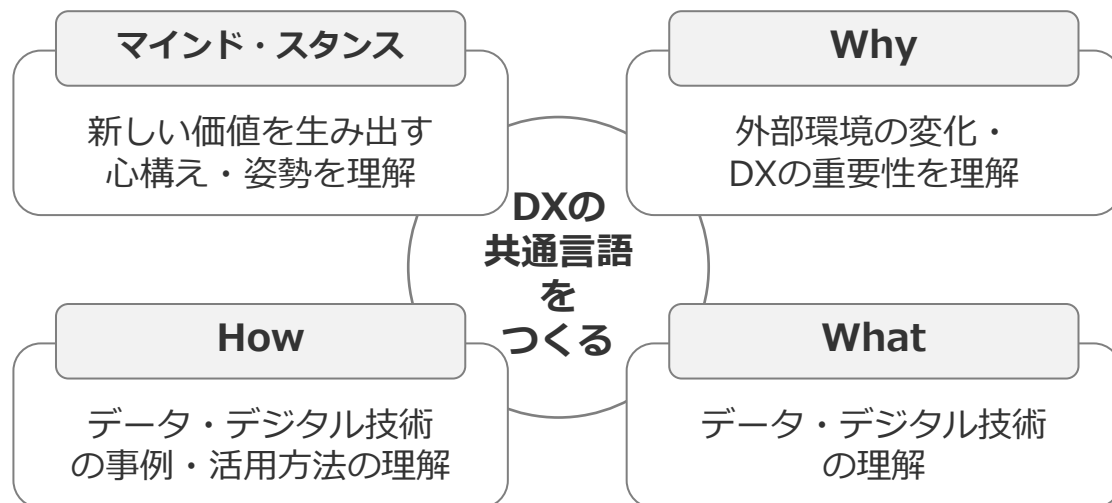 マインド・スタンス
新しい価値を生み出す
心構え・姿勢を理解
Why
外部環境の変化・
DXの重要性を理解
DXの
共通言語
を
つくる
How
データ・デジタル技術
の事例・活用方法の理解
What
データ・デジタル技術
の理解